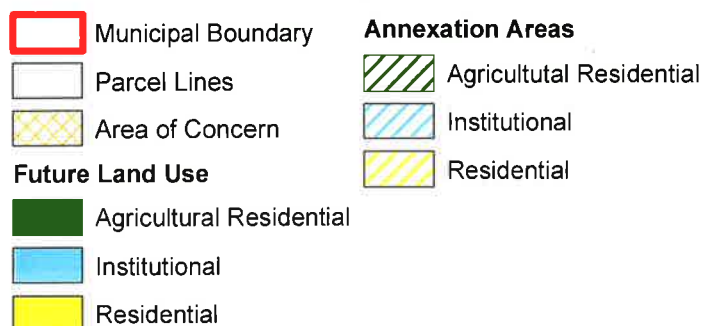 Municipal Boundary
Parcel Lines
Area of Concern
Future Land Use
Agricultural Residential
Institutional
Residential
Annexation Areas
Agricultutal Residential
Institutional
Residential